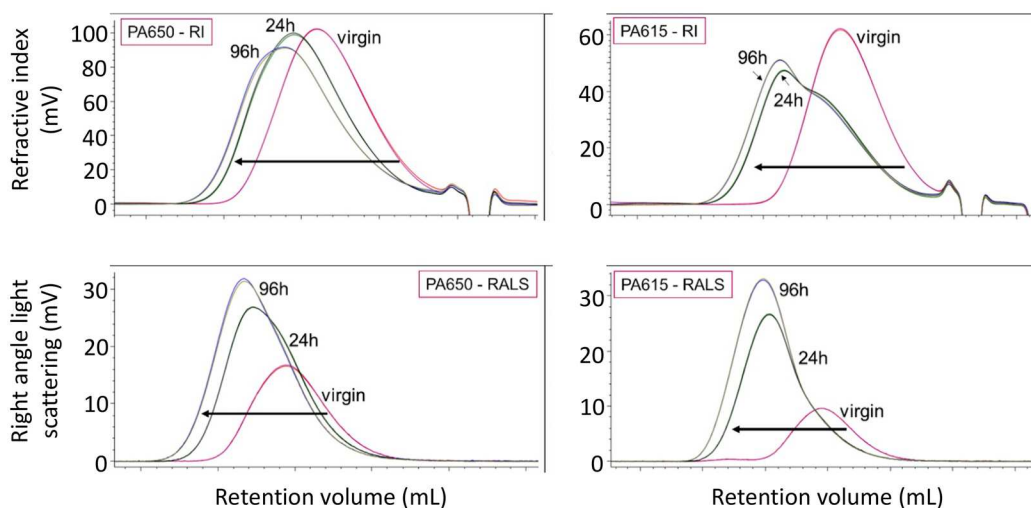 Refractive index
(mV)
100
80
60
40
20
0
PA650 - RI
24h
96h
virgin
60
40
20
0
PA615 - RI
96h
24h
virgin
Right angle light
scattering (mV)
30
20
10
0
PA650 - RALS
96h
24h
virgin
30
20
10
0
PA615 - RALS
96h
24h
virgin
Retention volume (mL)
Retention volume (mL)